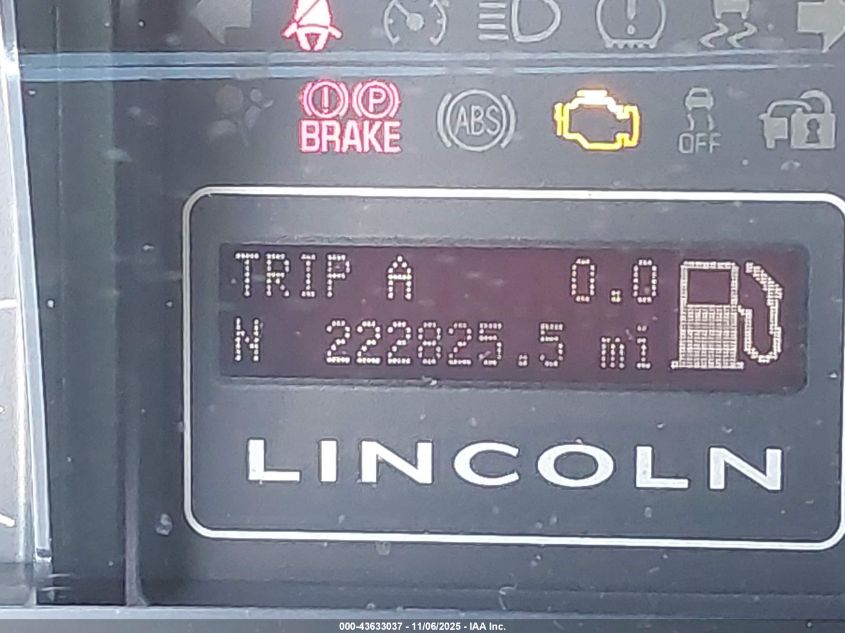 (!) (P)
BRAKE
ABS
OFF
TRIP A 0.0
N 222825.5 mi
LINCOLN
000-43633037 - 11/06/2025 - IAA Inc.